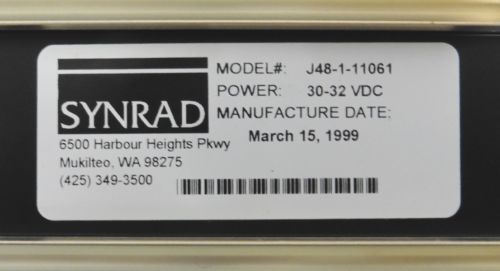 SYNRAD
6500 Harbour Heights Pkwy
Mukilteo, WA 98275
(425) 349-3500
MODEL#: J48-1-11061
POWER: 30-32 VDC
MANUFACTURE DATE:
March 15, 1999